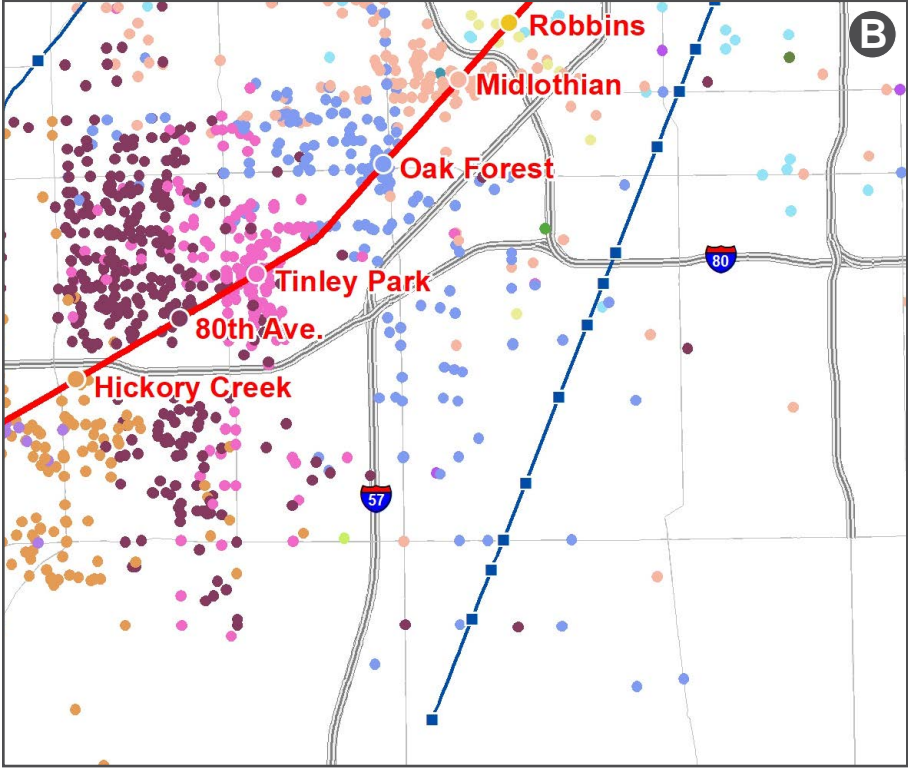 B
Robbins
Midlothian
Oak Forest
80
Tinley Park
80th Ave.
Hickory Creek
57